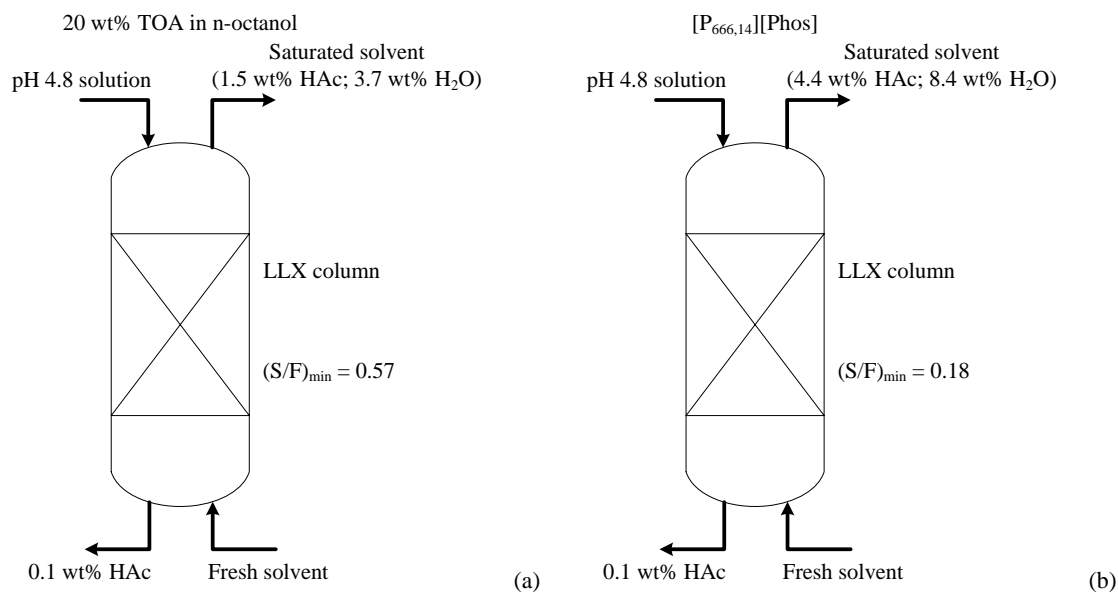 20 wt% TOA in n-octanol
pH 4.8 solution
Saturated solvent
(1.5 wt% HAc; 3.7 wt% H₂O)
LLX column
(S/F)ₘᵢₙ = 0.57
0.1 wt% HAc
Fresh solvent
(a)
[P₆₆₆,₁₄][Phos]
pH 4.8 solution
Saturated solvent
(4.4 wt% HAc; 8.4 wt% H₂O)
LLX column
(S/F)ₘᵢₙ = 0.18
0.1 wt% HAc
Fresh solvent
(b)